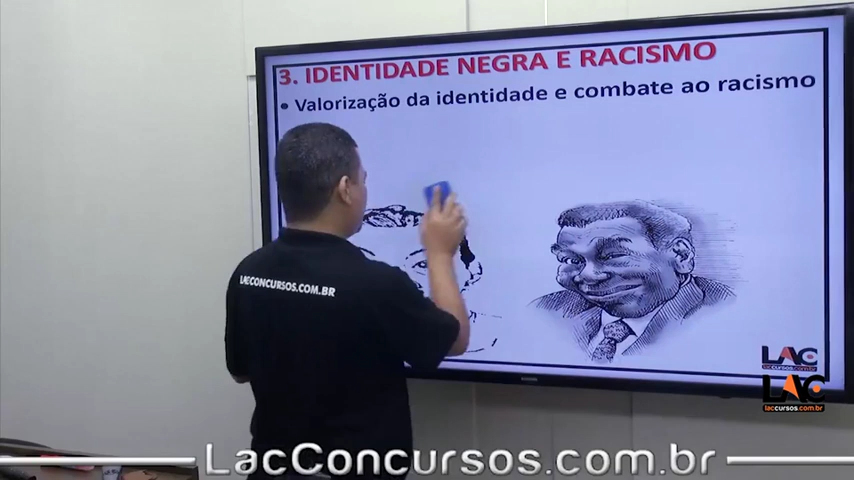 3. IDENTIDADE NEGRA E RACISMO
• Valorização da identidade e combate ao racismo
LACCONCURSOS.COM.BR
LAC
laccursos.com.br
LAC
laccursos.com.br
LacConcursos.com.br